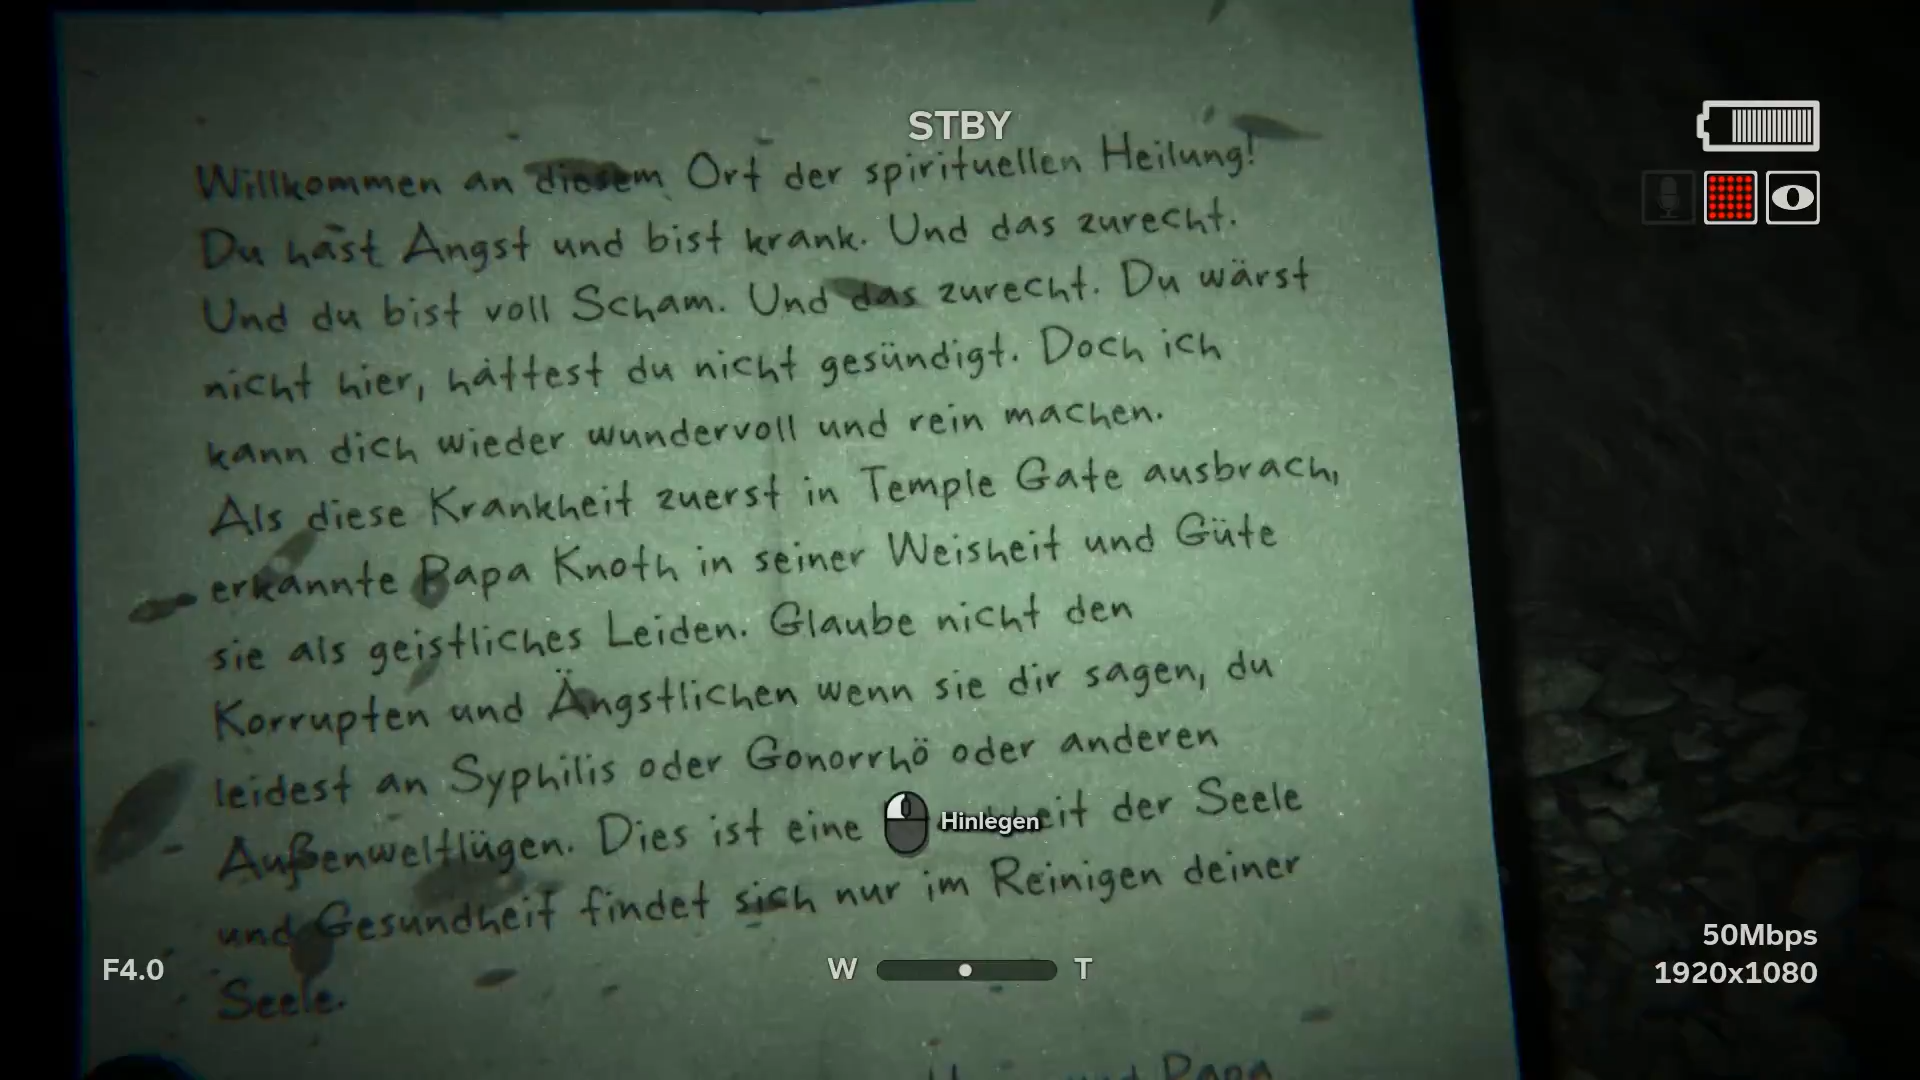 STBY
Willkommen an diesem Ort der spirituellen Heilung!
Du hast Angst und bist krank. Und das zurecht.
Und du bist voll Scham. Und das zurecht. Du wärst
nicht hier, hättest du nicht gesündigt. Doch ich
kann dich wieder wundervoll und rein machen.
Als diese Krankheit zuerst in Temple Gate ausbrach,
erkannte Papa Knoth in seiner Weisheit und Güte
sie als geistliches Leiden. Glaube nicht den
Korrupten und Ängstlichen wenn sie dir sagen, du
leidest an Syphilis oder Gonorrhö oder anderen
Außenweltlügen. Dies ist eine der Seele
Hinlegen
und Gesundheit findet sich nur im Reinigen deiner
Seele.
und Papa
F4.0
W T
50Mbps
1920x1080